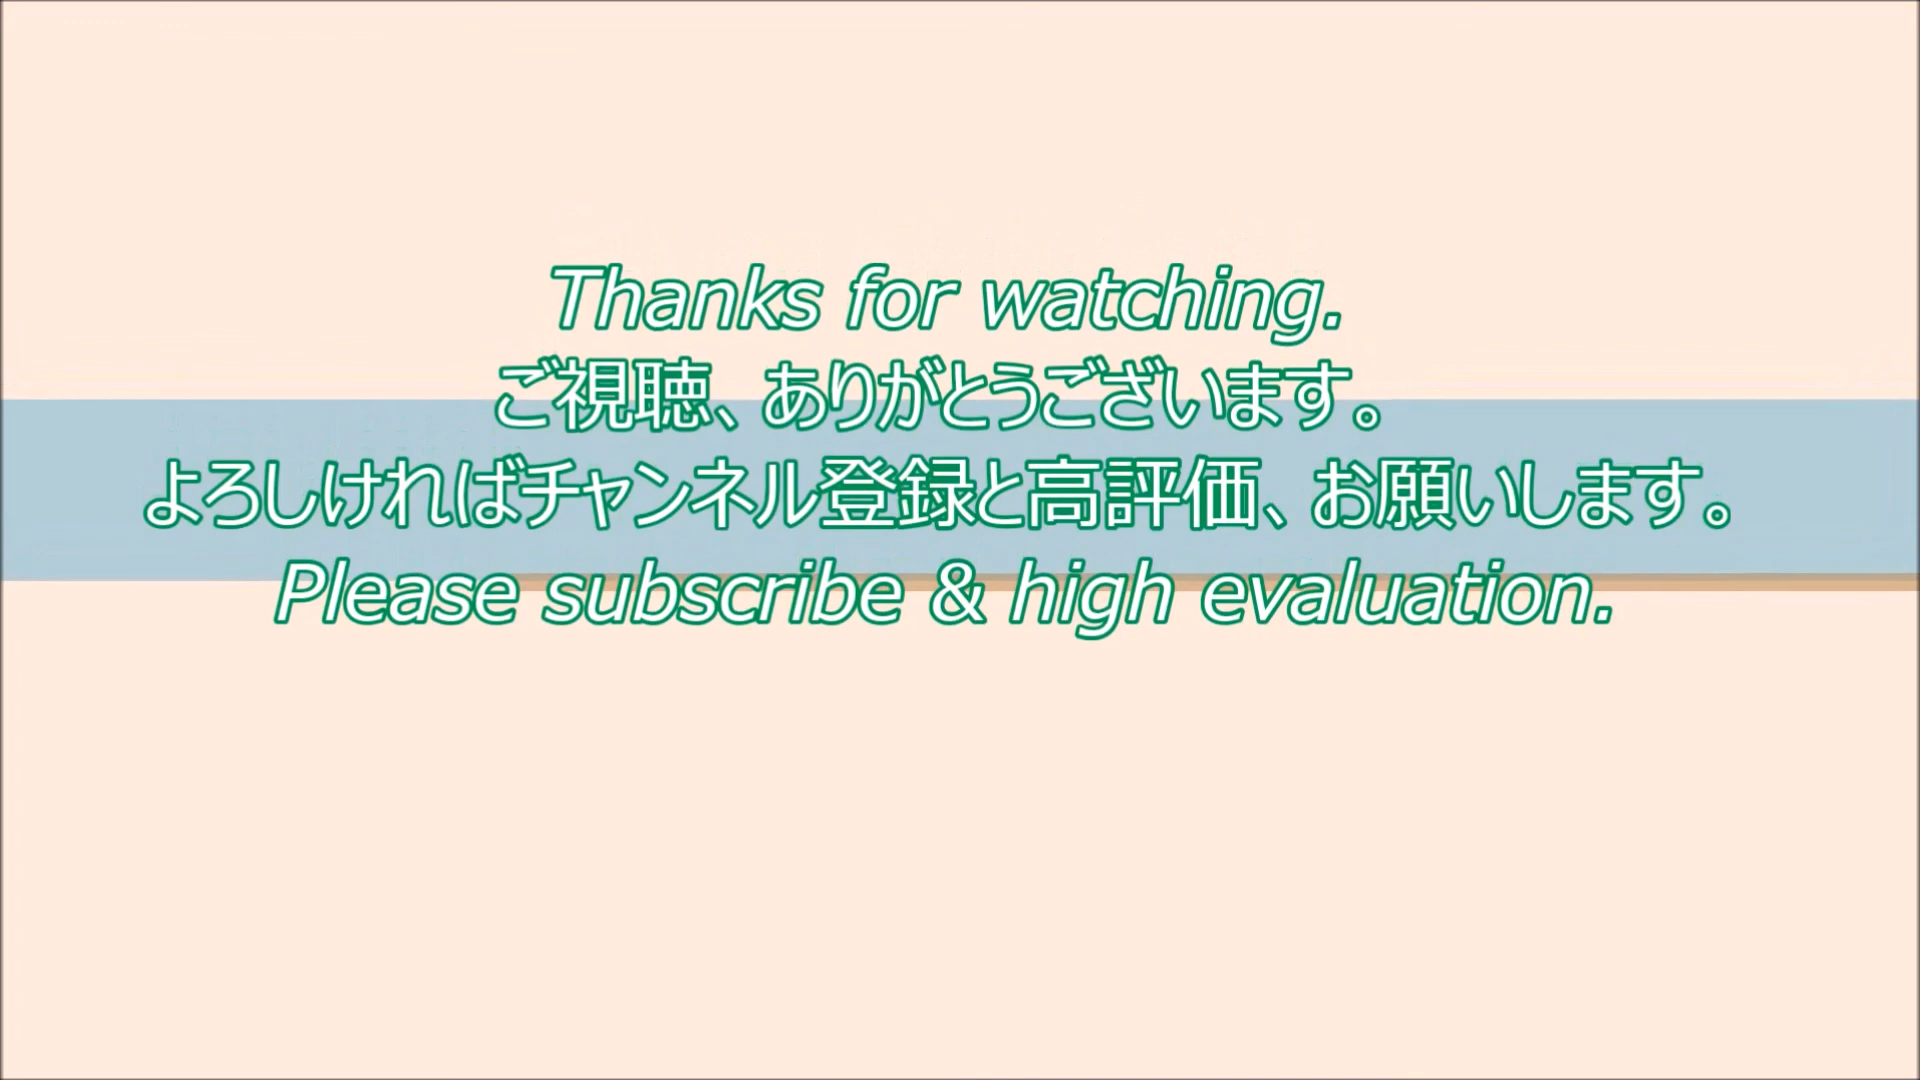 Thanks for watching.
ご視聴、ありがとうございます。
よろしければチャンネル登録と高評価、お願いします。
Please subscribe & high evaluation.